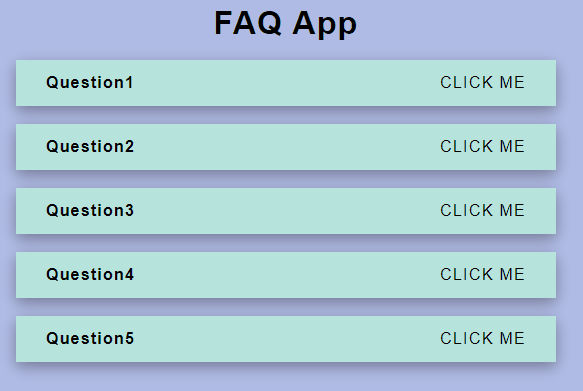 FAQ App
Question1 CLICK ME
Question2 CLICK ME
Question3 CLICK ME
Question4 CLICK ME
Question5 CLICK ME